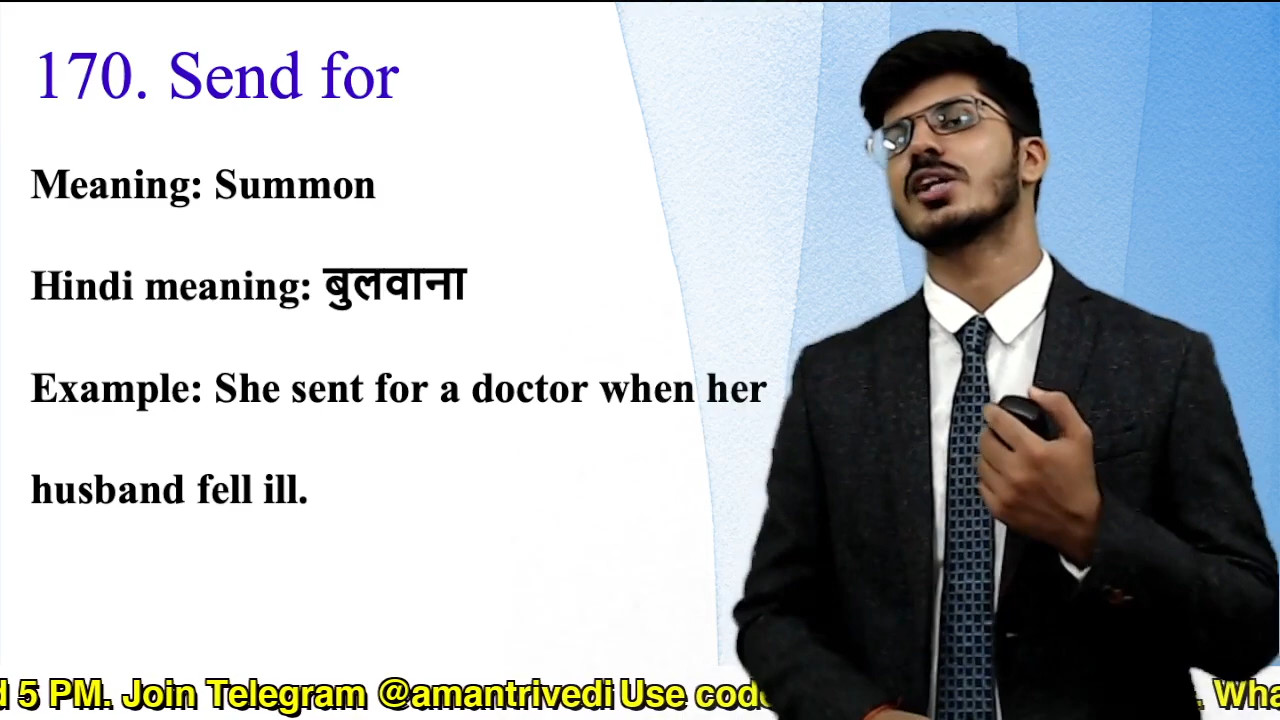 170. Send for
Meaning: Summon
Hindi meaning: बुलवाना
Example: She sent for a doctor when her
husband fell ill.
5 PM. Join Telegram @amantrivedi Use code